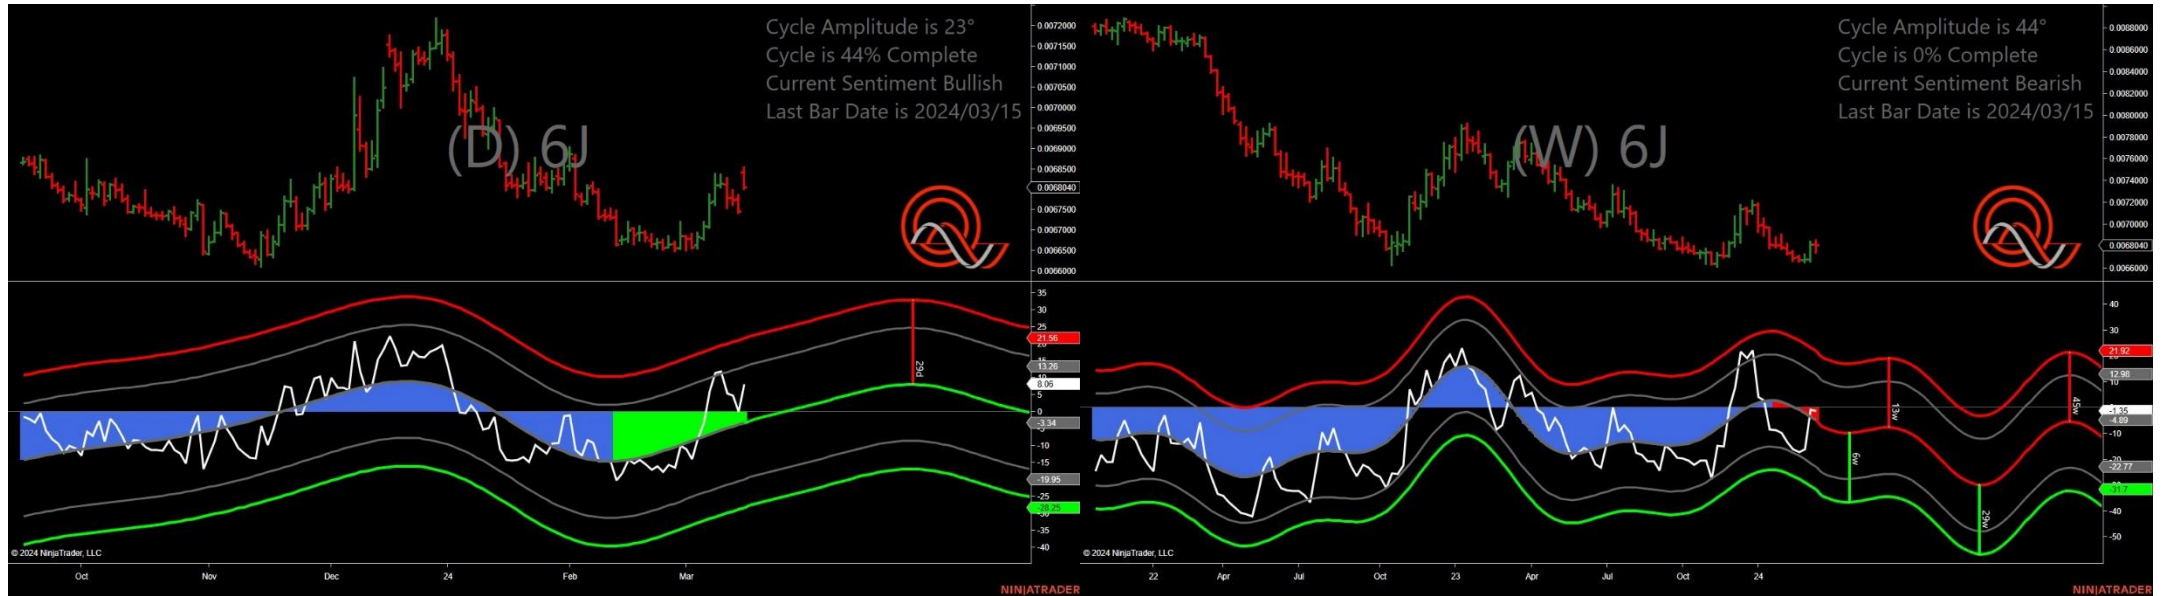 Cycle Amplitude is 23°
Cycle is 44% Complete
Current Sentiment Bullish
Last Bar Date is 2024/03/15
(D) 6J
0.0072000
0.0071500
0.0071000
0.0070500
0.0070000
0.0069500
0.0069000
0.0068500
0.0068040
0.0067500
0.0067000
0.0066500
0.0066000
35
30
25
21.56
13.26
8.06
5
0
-3.34
-10
-15
-19.95
-25
-28.25
-35
-40
29d
© 2024 NinjaTrader, LLC
Oct Nov Dec 24 Feb Mar
NINJATRADER
Cycle Amplitude is 44°
Cycle is 0% Complete
Current Sentiment Bearish
Last Bar Date is 2024/03/15
(W) 6J
0.0088000
0.0086000
0.0084000
0.0082000
0.0080000
0.0078000
0.0076000
0.0074000
0.0072000
0.0070000
0.0068040
0.0066000
40
30
21.92
12.98
10
-1.35
-4.89
-10
-22.77
-31.7
-40
-50
6w
13w
29w
45w
© 2024 NinjaTrader, LLC
22 Apr Jul Oct 23 Apr Jul Oct 24
NINJATRADER